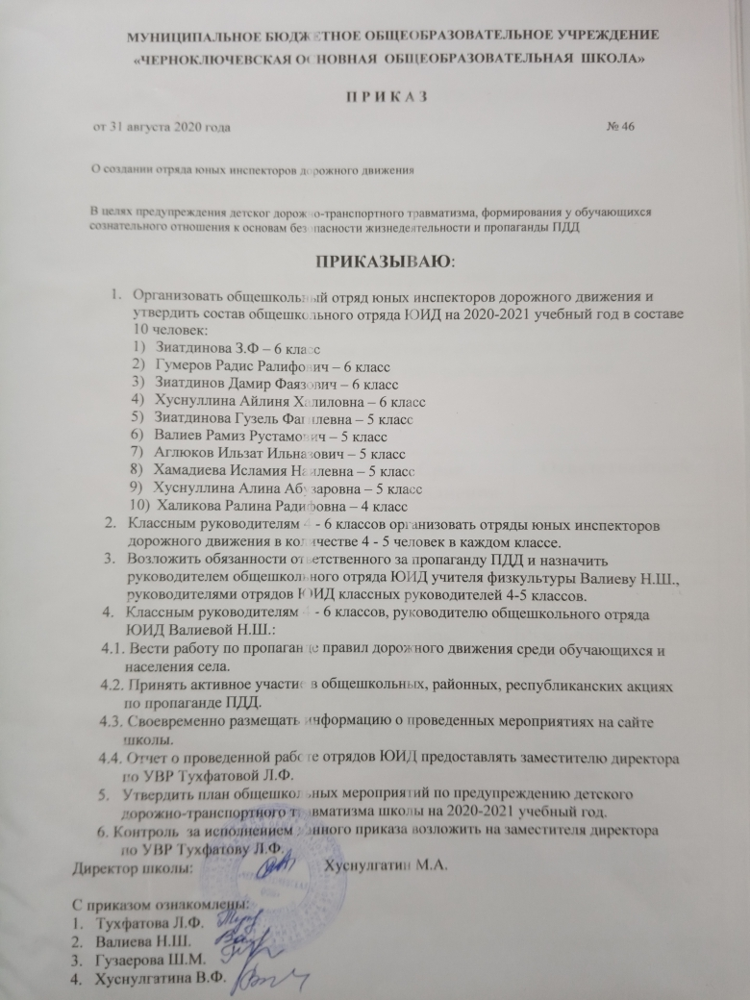 МУНИЦИПАЛЬНОЕ БЮДЖЕТНОЕ ОБЩЕОБРАЗОВАТЕЛЬНОЕ УЧРЕЖДЕНИЕ
«ЧЕРНОКЛЮЧЕВСКАЯ ОСНОВНАЯ ОБЩЕОБРАЗОВАТЕЛЬНАЯ ШКОЛА»
П Р И К А З
от 31 августа 2020 года № 46
О создании отряда юных инспекторов дорожного движения
В целях предупреждения детског дорожно-транспортного травматизма, формирования у обучающихся
сознательного отношения к основам безопасности жизнедеятельности и пропаганды ПДД
ПРИКАЗЫВАЮ:
1. Организовать общешкольный отряд юных инспекторов дорожного движения и
утвердить состав общешкольного отряда ЮИД на 2020-2021 учебный год в составе
10 человек:
1) Зиатдинова З.Ф – 6 класс
2) Гумеров Радис Ралифович – 6 класс
3) Зиатдинов Дамир Фаязович – 6 класс
4) Хуснуллина Айлиня Халиловна – 6 класс
5) Зиатдинова Гузель Фагилевна – 5 класс
6) Валиев Рамиз Рустамович – 5 класс
7) Аглюков Ильзат Ильназович – 5 класс
8) Хамадиева Исламия Наилевна – 5 класс
9) Хуснуллина Алина Абузаровна – 5 класс
10) Халикова Ралина Радифовна – 4 класс
2. Классным руководителям 4 - 6 классов организовать отряды юных инспекторов
дорожного движения в количестве 4 - 5 человек в каждом классе.
3. Возложить обязанности ответственного за пропаганду ПДД и назначить
руководителем общешкольного отряда ЮИД учителя физкультуры Валиеву Н.Ш.,
руководителями отрядов ЮИД классных руководителей 4-5 классов.
4. Классным руководителям 4 - 6 классов, руководителю общешкольного отряда
ЮИД Валиевой Н.Ш.:
4.1. Вести работу по пропаганде правил дорожного движения среди обучающихся и
населения села.
4.2. Принять активное участие в общешкольных, районных, республиканских акциях
по пропаганде ПДД.
4.3. Своевременно размещать информацию о проведенных мероприятиях на сайте
школы.
4.4. Отчет о проведенной работе отрядов ЮИД предоставлять заместителю директора
по УВР Тухфатовой Л.Ф.
5. Утвердить план общешкольных мероприятий по предупреждению детского
дорожно-транспортного травматизма школы на 2020-2021 учебный год.
6. Контроль за исполнением данного приказа возложить на заместителя директора
по УВР Тухфатову Л.Ф.
Директор школы: Хуснулгатин М.А.
С приказом ознакомлены:
1. Тухфатова Л.Ф.
2. Валиева Н.Ш.
3. Гузаерова Ш.М.
4. Хуснулгатина В.Ф.